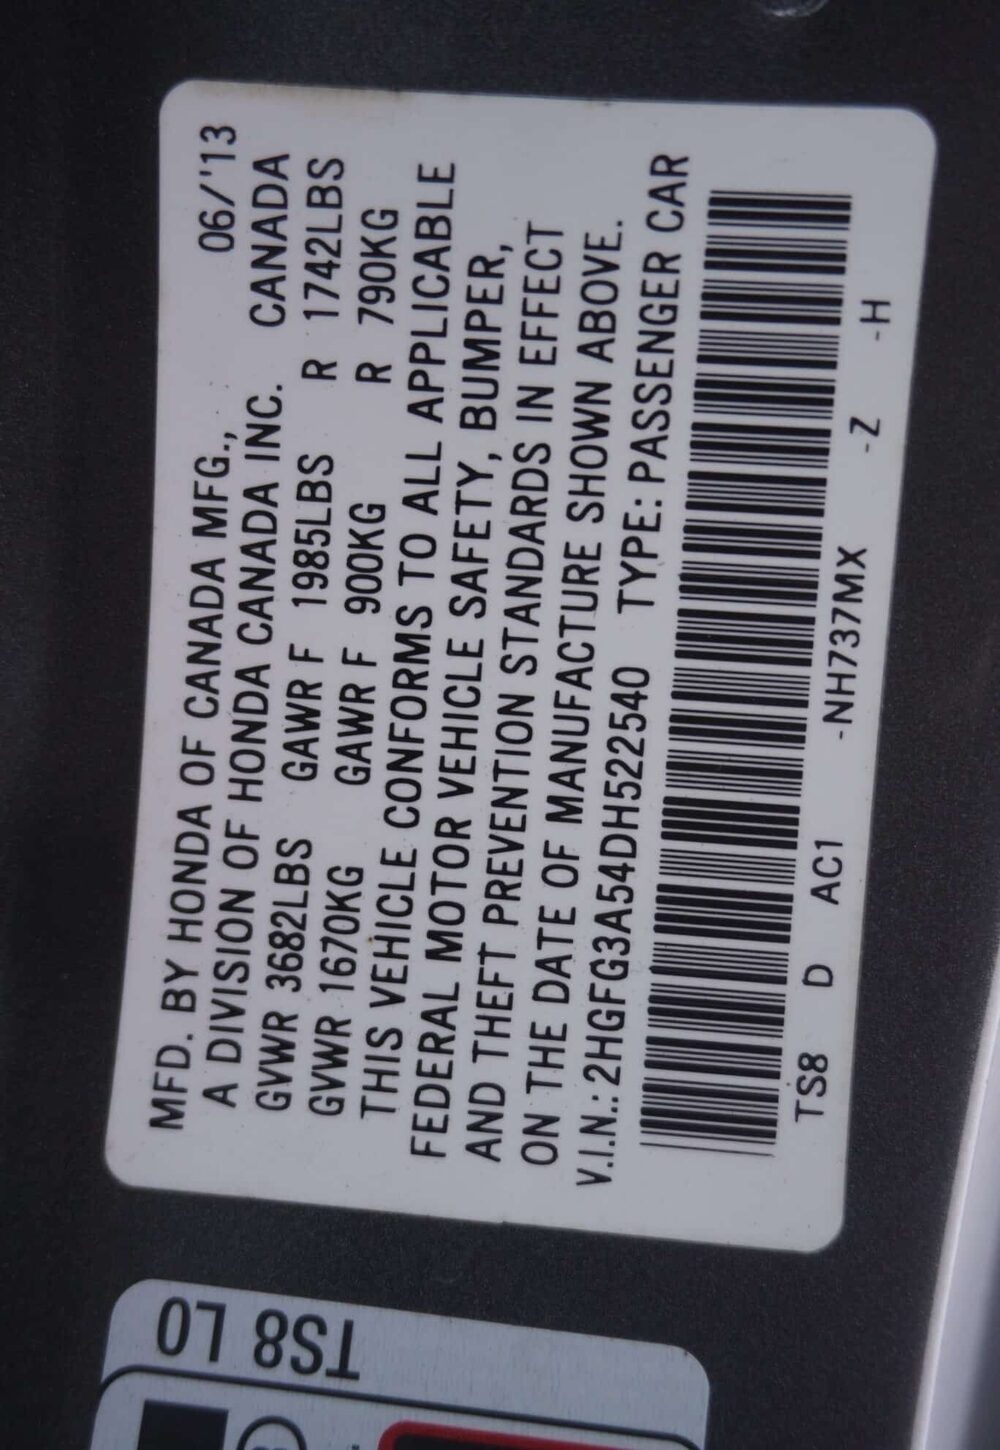 MFD. BY HONDA OF CANADA MFG., 06/'13
A DIVISION OF HONDA CANADA INC. CANADA
GVWR 3682LBS GAWR F 1985LBS R 1742LBS
GVWR 1670KG GAWR F 900KG R 790KG
THIS VEHICLE CONFORMS TO ALL APPLICABLE
FEDERAL MOTOR VEHICLE SAFETY, BUMPER,
AND THEFT PREVENTION STANDARDS IN EFFECT
ON THE DATE OF MANUFACTURE SHOWN ABOVE.
V.I.N.: 2HGFG3A54DH522540 TYPE: PASSENGER CAR
TS8 D AC1 -NH737MX -Z -H
TS8 L0